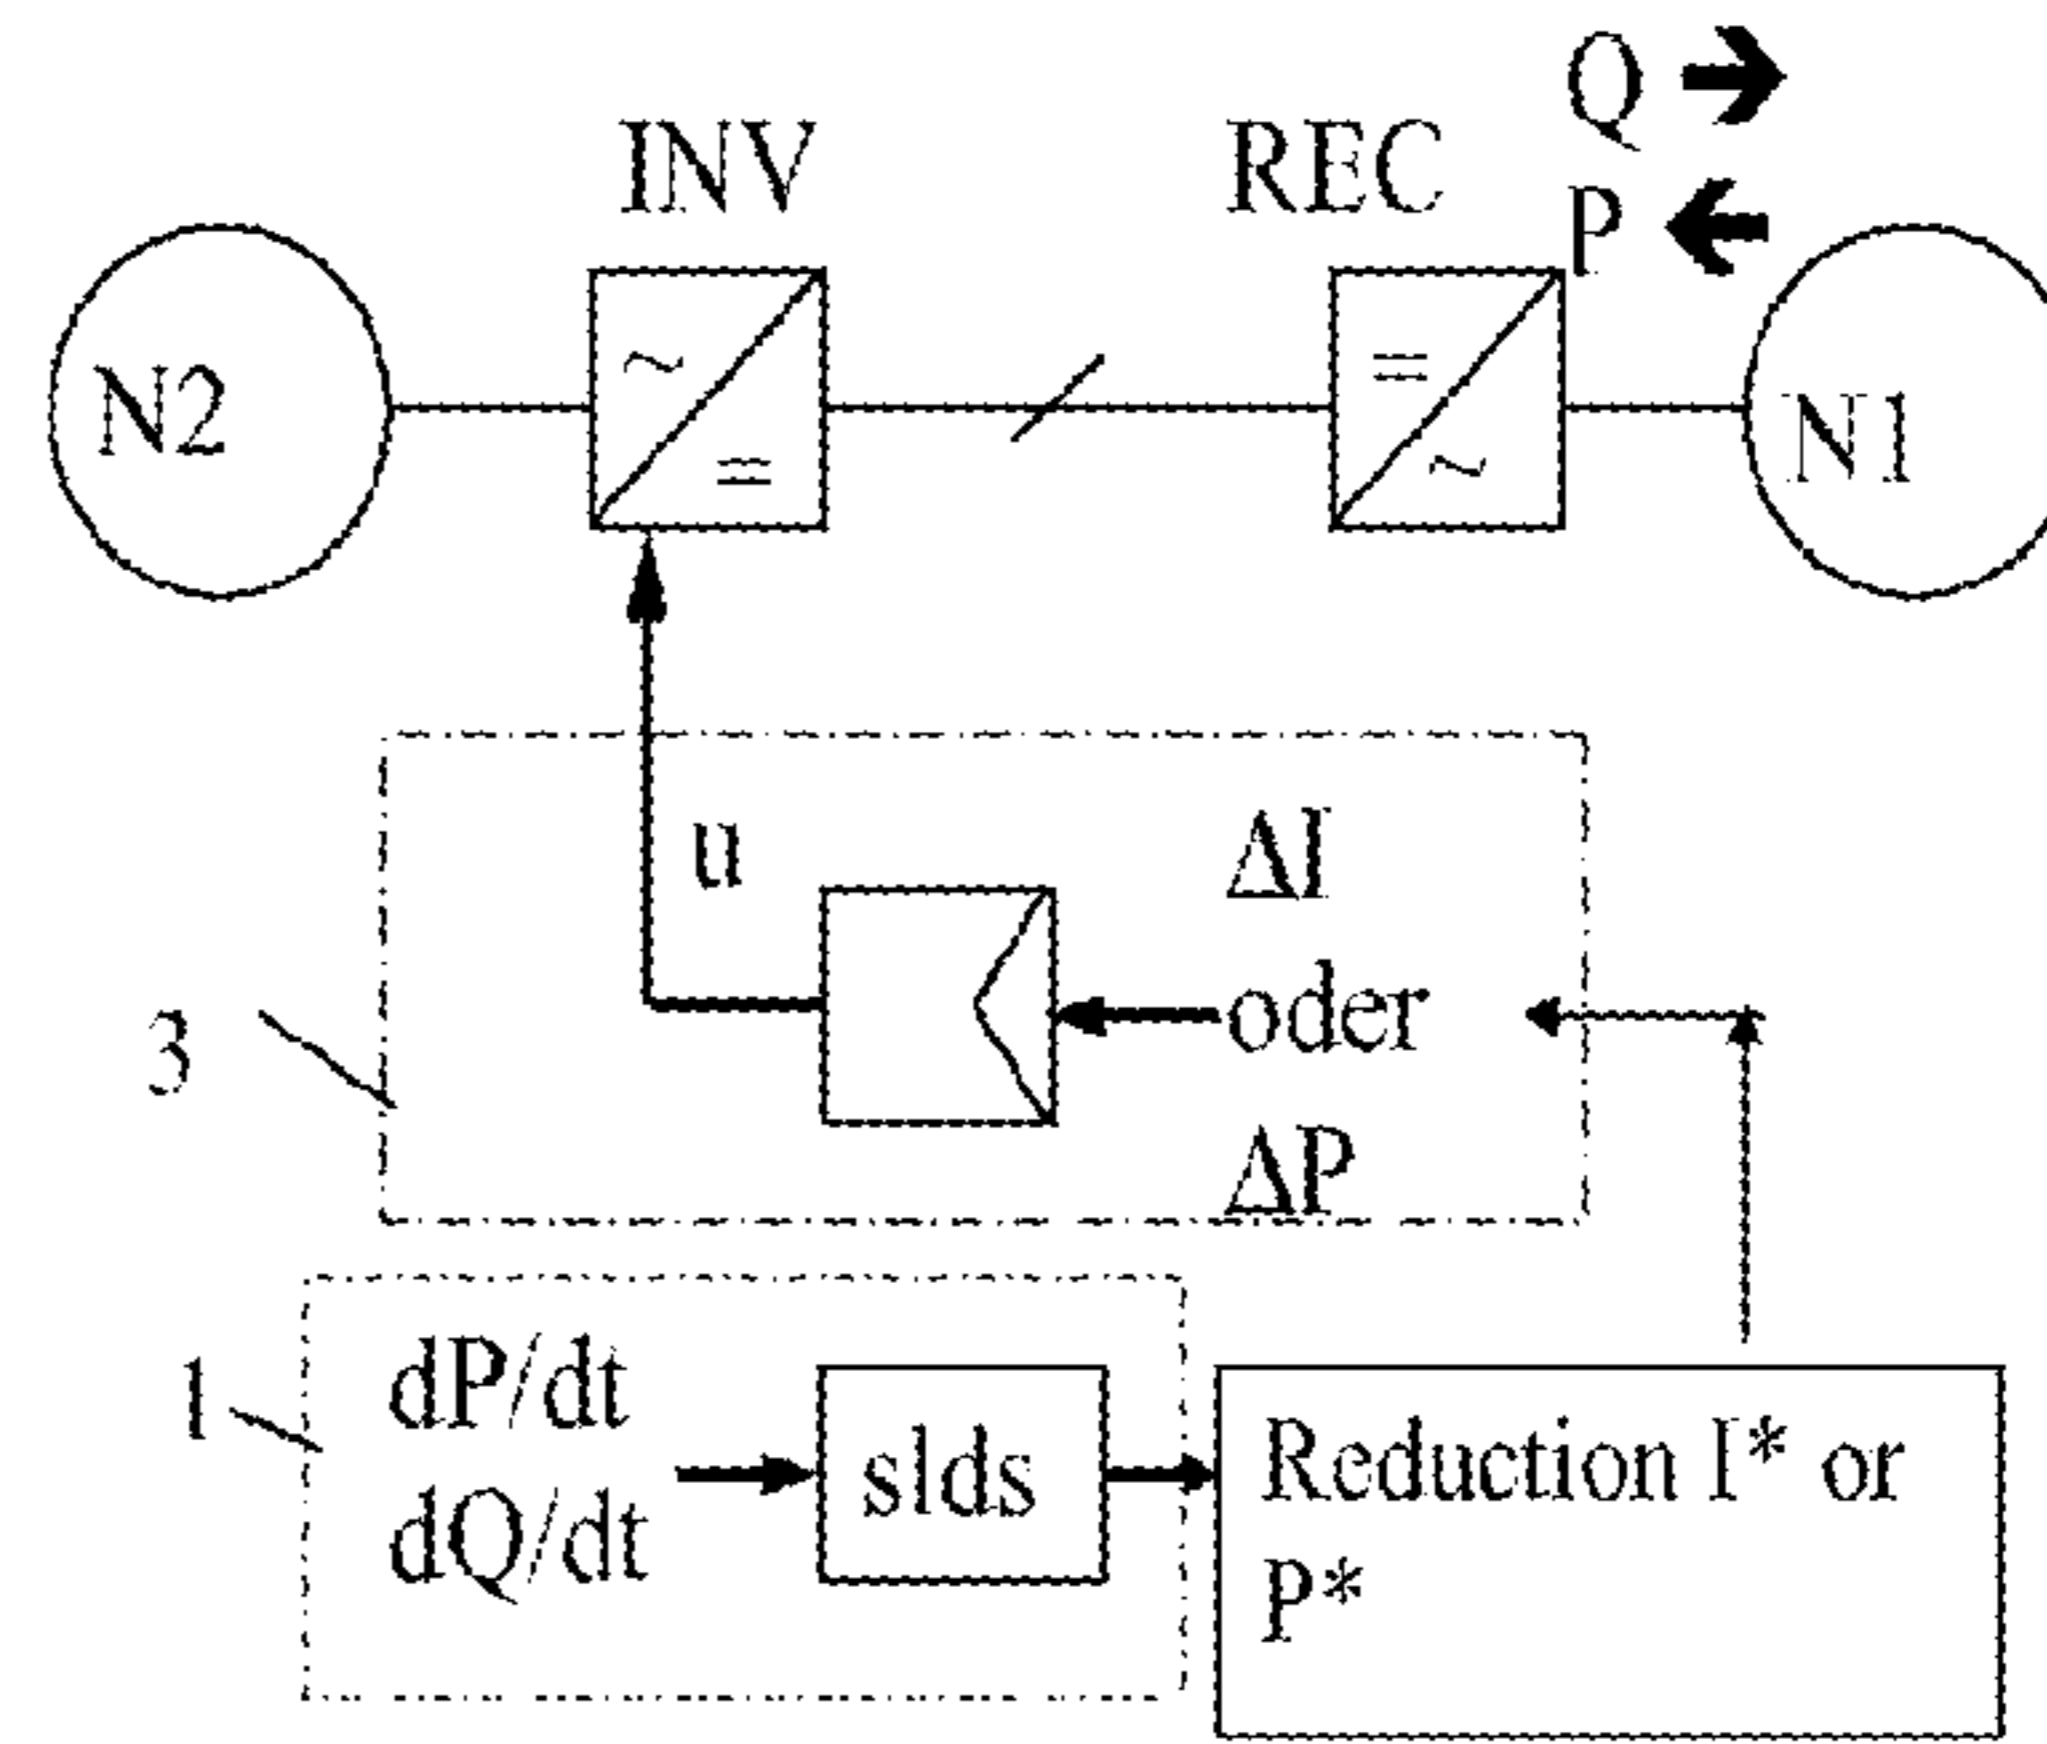 Q
INV
REC
P
~
=
=
~
N2
N1
u
ΔI
oder
ΔP
3
1
dP/dt
dQ/dt
slds
Reduction I* or
P*